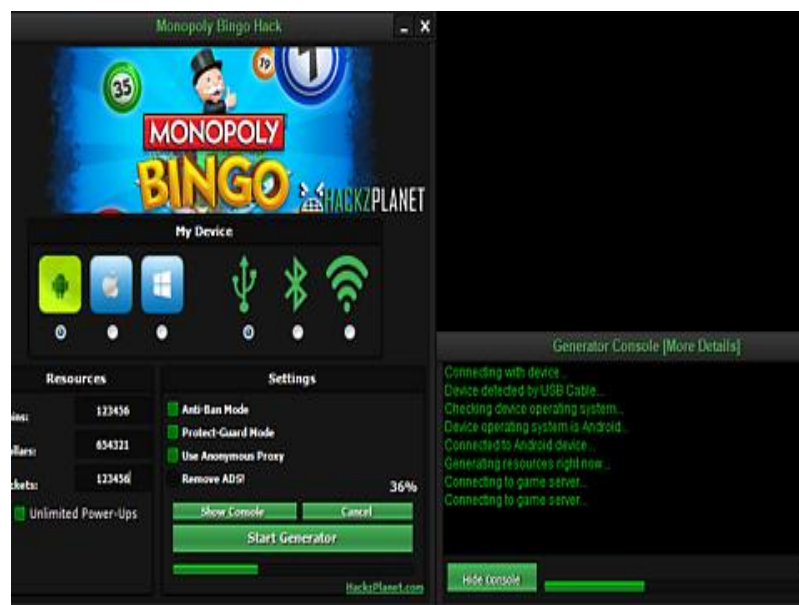 Monopoly Bingo Hack
35
19
1
MONOPOLY
BINGO
HACKZPLANET
My Device
Resources
ins: 123456
llars: 654321
ckets: 123456
Unlimited Power-Ups
Settings
Anti-Ban Mode
Protect-Guard Mode
Use Anonymous Proxy
Remove ADS!
36%
Show Console Cancel
Start Generator
HackzPlanet.com
Generator Console [More Details]
Connecting with device...
Device detected by USB Cable...
Checking device operating system...
Device operating system is Android...
Connected to Android device...
Generating resources right now...
Connecting to game server...
Connecting to game server...
Hide Console